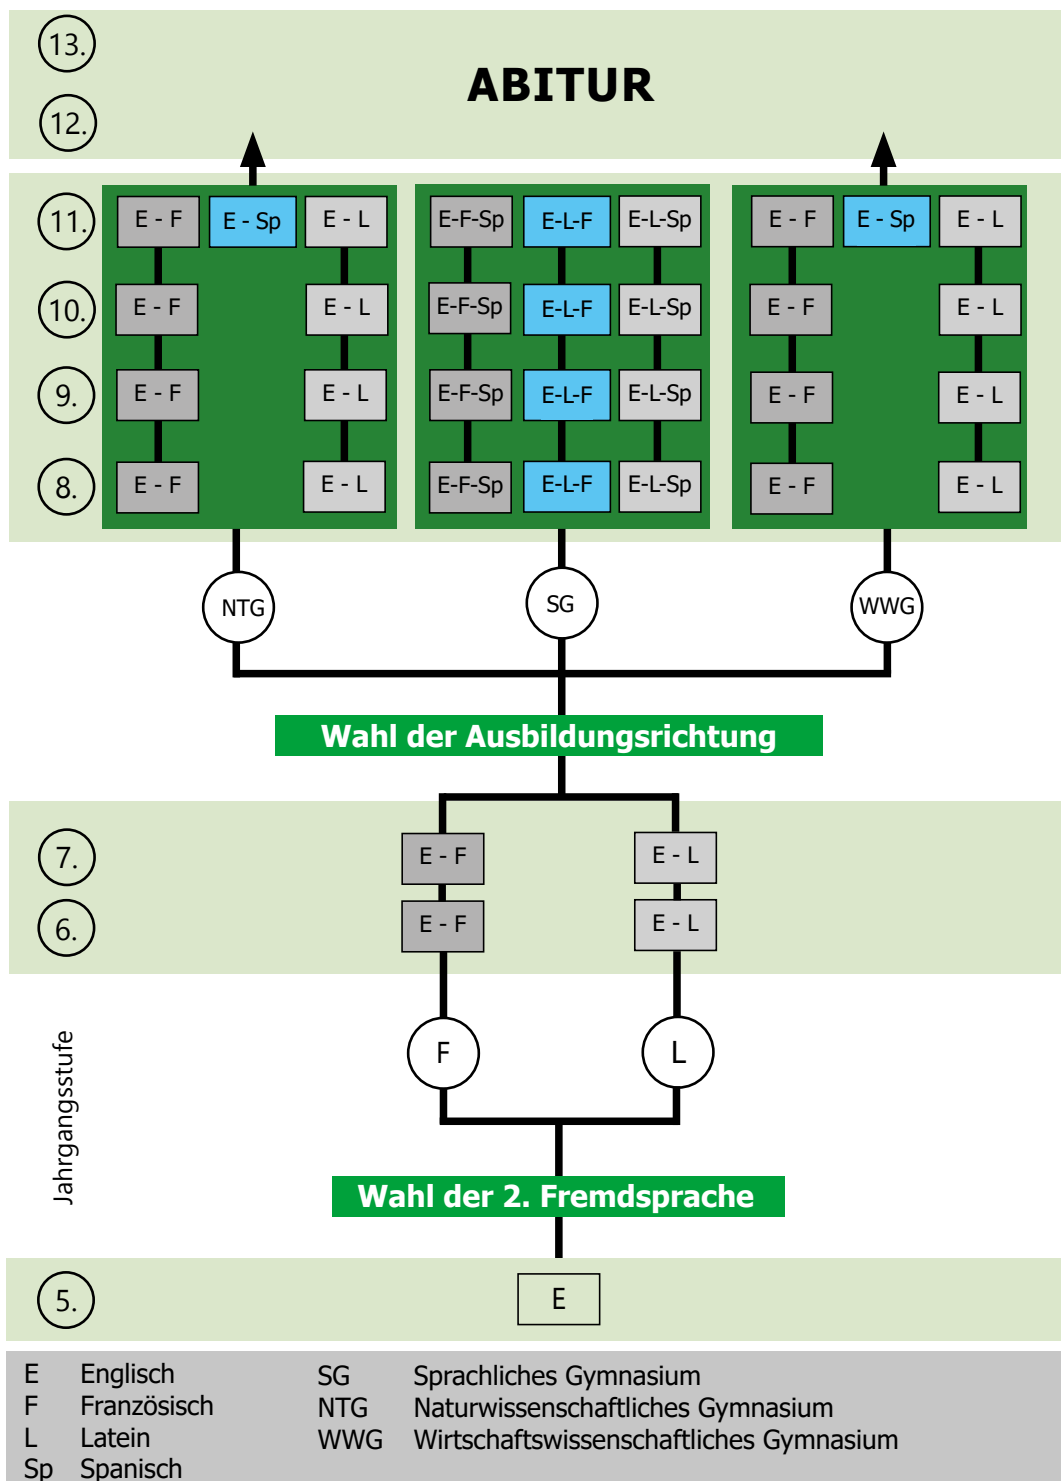 13.
ABITUR
12.
11. E - F E - Sp E - L E-F-Sp E-L-F E-L-Sp E - F E - Sp E - L
10. E - F E - L E-F-Sp E-L-F E-L-Sp E - F E - L
9. E - F E - L E-F-Sp E-L-F E-L-Sp E - F E - L
8. E - F E - L E-F-Sp E-L-F E-L-Sp E - F E - L
NTG SG WWG
Wahl der Ausbildungsrichtung
7. E - F E - L
6. E - F E - L
Jahrgangsstufe
F L
Wahl der 2. Fremdsprache
5. E
E Englisch SG Sprachliches Gymnasium
F Französisch NTG Naturwissenschaftliches Gymnasium
L Latein WWG Wirtschaftswissenschaftliches Gymnasium
Sp Spanisch